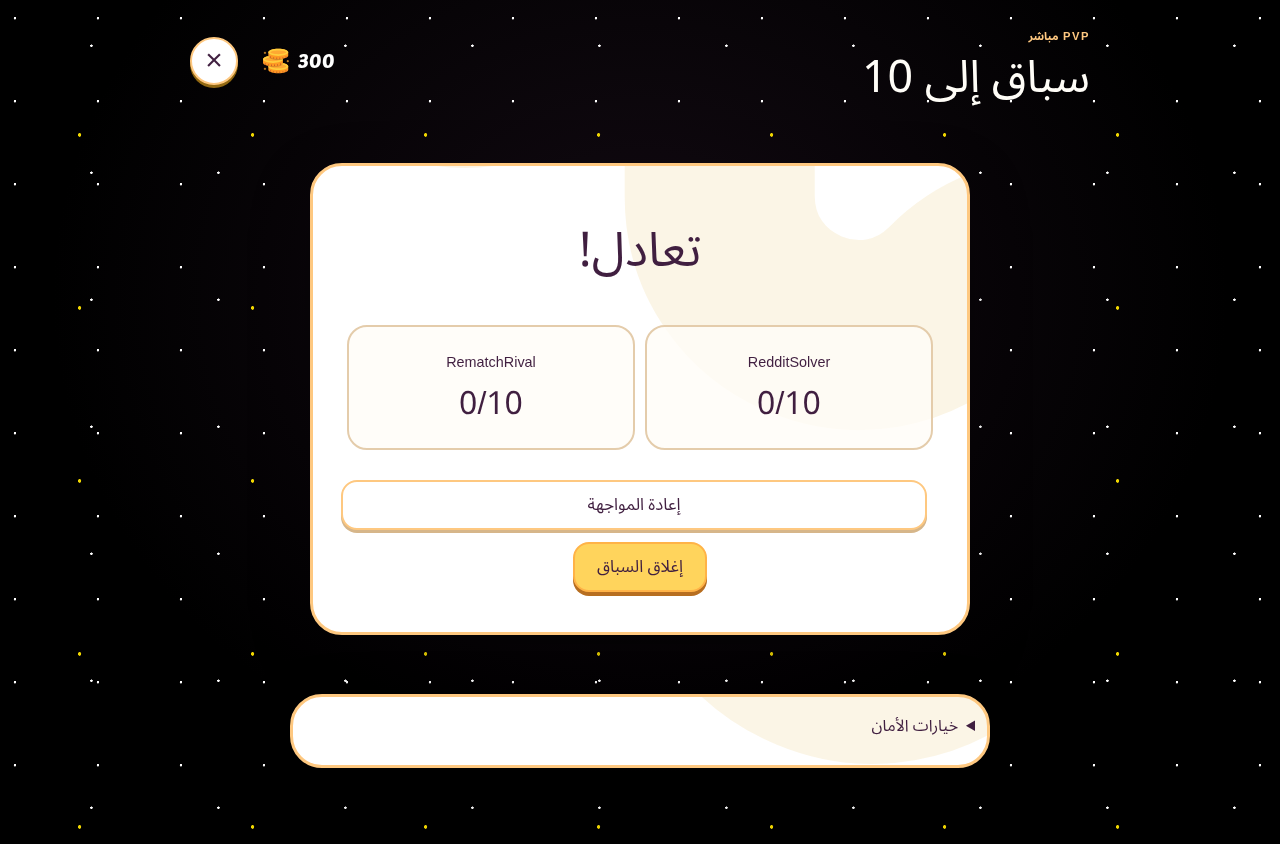 PVP مباشر
سباق إلى 10
300
تعادل!
RedditSolver
0/10
RematchRival
0/10
إعادة المواجهة
إغلاق السباق
خيارات الأمان